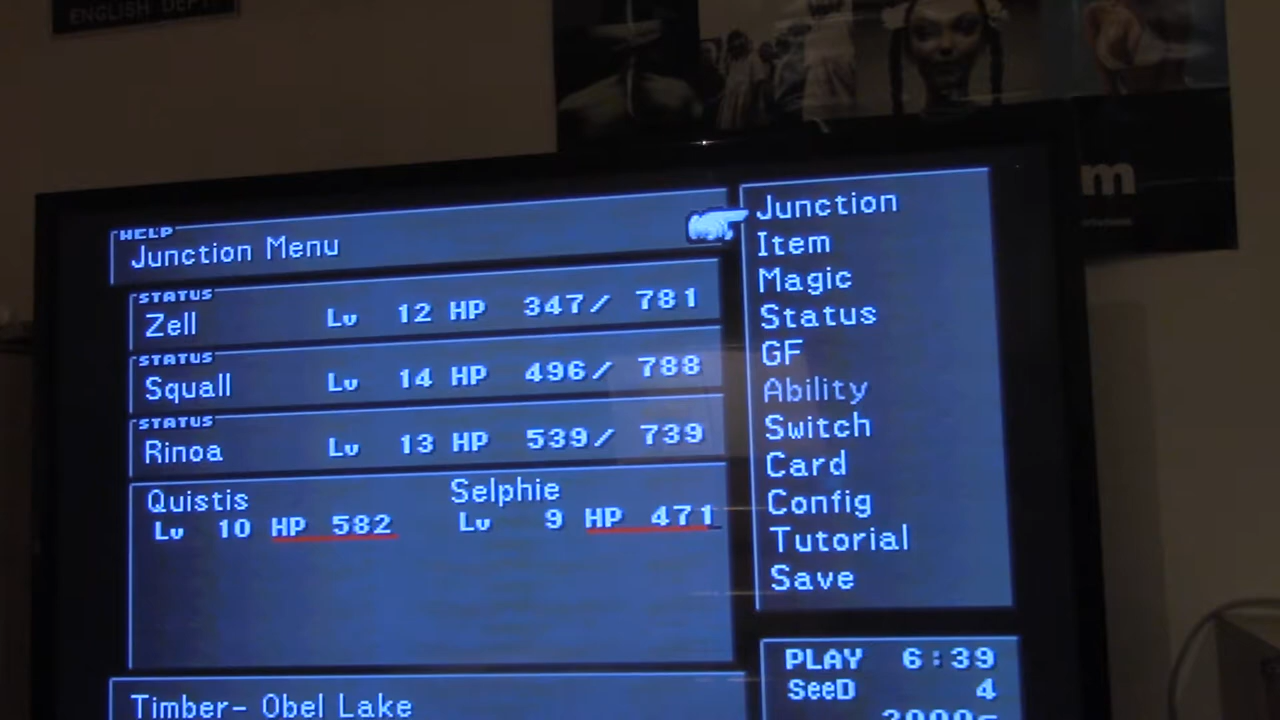 ENGLISH DEPT
m
HELP
Junction Menu
STATUS
Zell Lv 12 HP 347/ 781
STATUS
Squall Lv 14 HP 496/ 788
STATUS
Rinoa Lv 13 HP 539/ 739
Quistis
Lv 10 HP 582
Selphie
Lv 9 HP 471
Junction
Item
Magic
Status
GF
Ability
Switch
Card
Config
Tutorial
Save
PLAY 6:39
SeeD 4
Timber- Obel Lake